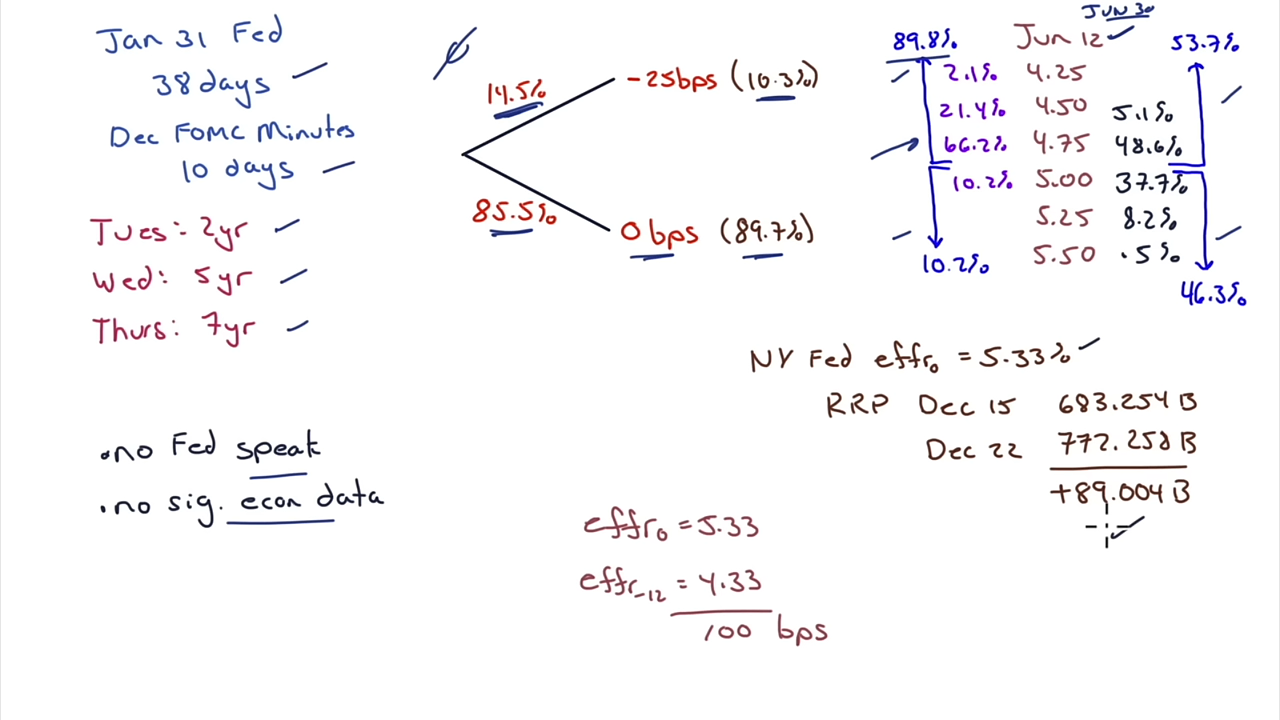 Jan 31 Fed
38 days
Dec FOMC Minutes
10 days
Tues: 2yr
Wed: 5yr
Thurs: 7yr
• no Fed speak
• no sig. econ data
14.5% -25bps (10.3%)
85.5% 0 bps (89.7%)
JUN 30
89.8% Jun 12 53.7%
2.1% 4.25
21.4% 4.50 5.1%
66.2% 4.75 48.6%
10.2% 5.00 37.7%
5.25 8.2%
10.2% 5.50 .5%
46.3%
NY Fed effr₀ = 5.33%
RRP Dec 15 683.254 B
Dec 22 772.258 B
+89.004 B
effr₀ = 5.33
effr₋₁₂ = 4.33
100 bps